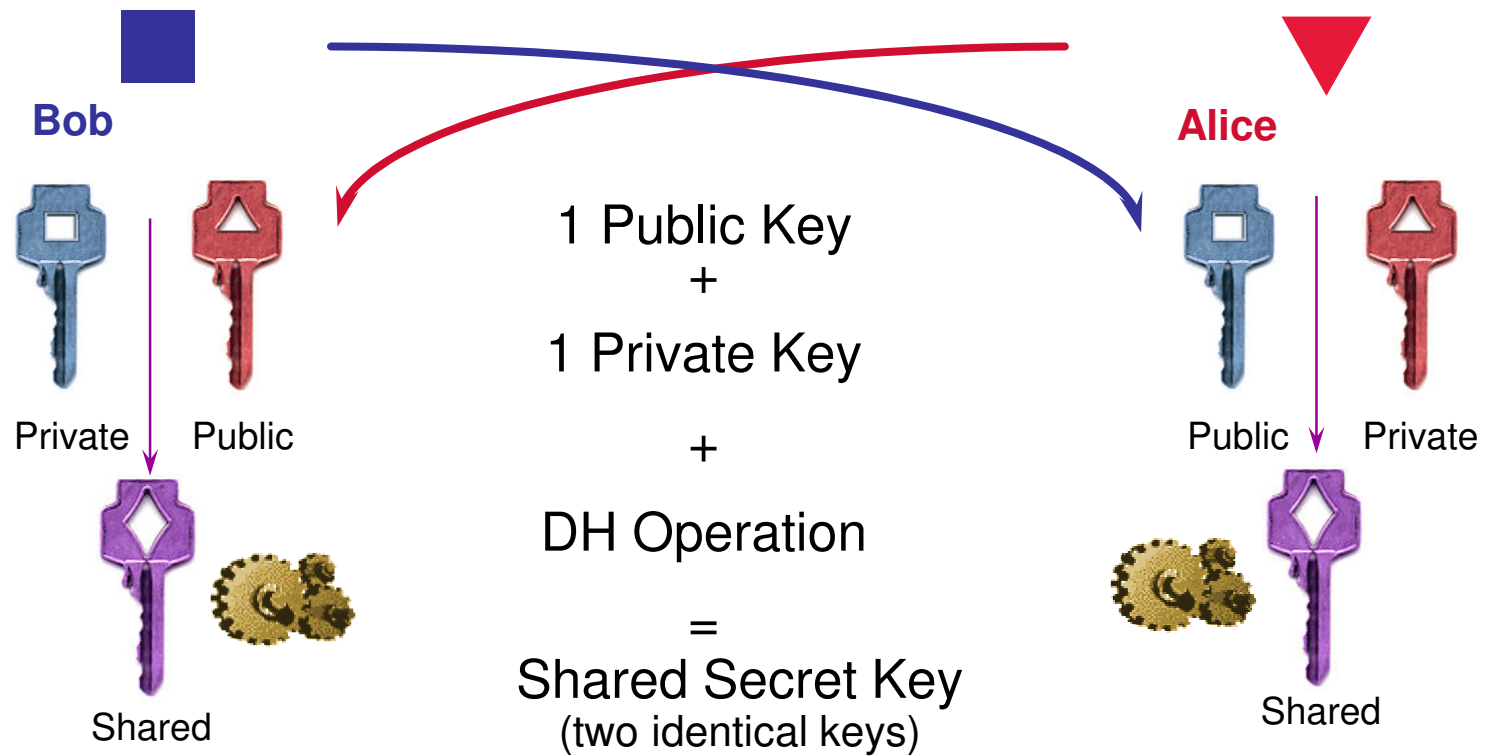 Bob
Alice
1 Public Key
+
1 Private Key
Private
Public
+
Public
Private
DH Operation
=
Shared Secret Key
(two identical keys)
Shared
Shared